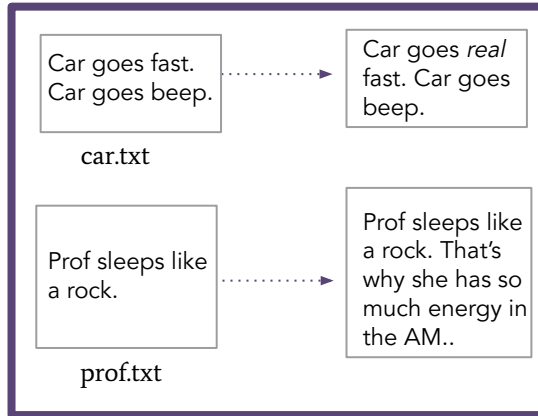 Car goes fast.
Car goes beep.
car.txt
Car goes real
fast. Car goes
beep.
Prof sleeps like
a rock.
prof.txt
Prof sleeps like
a rock. That's
why she has so
much energy in
the AM..